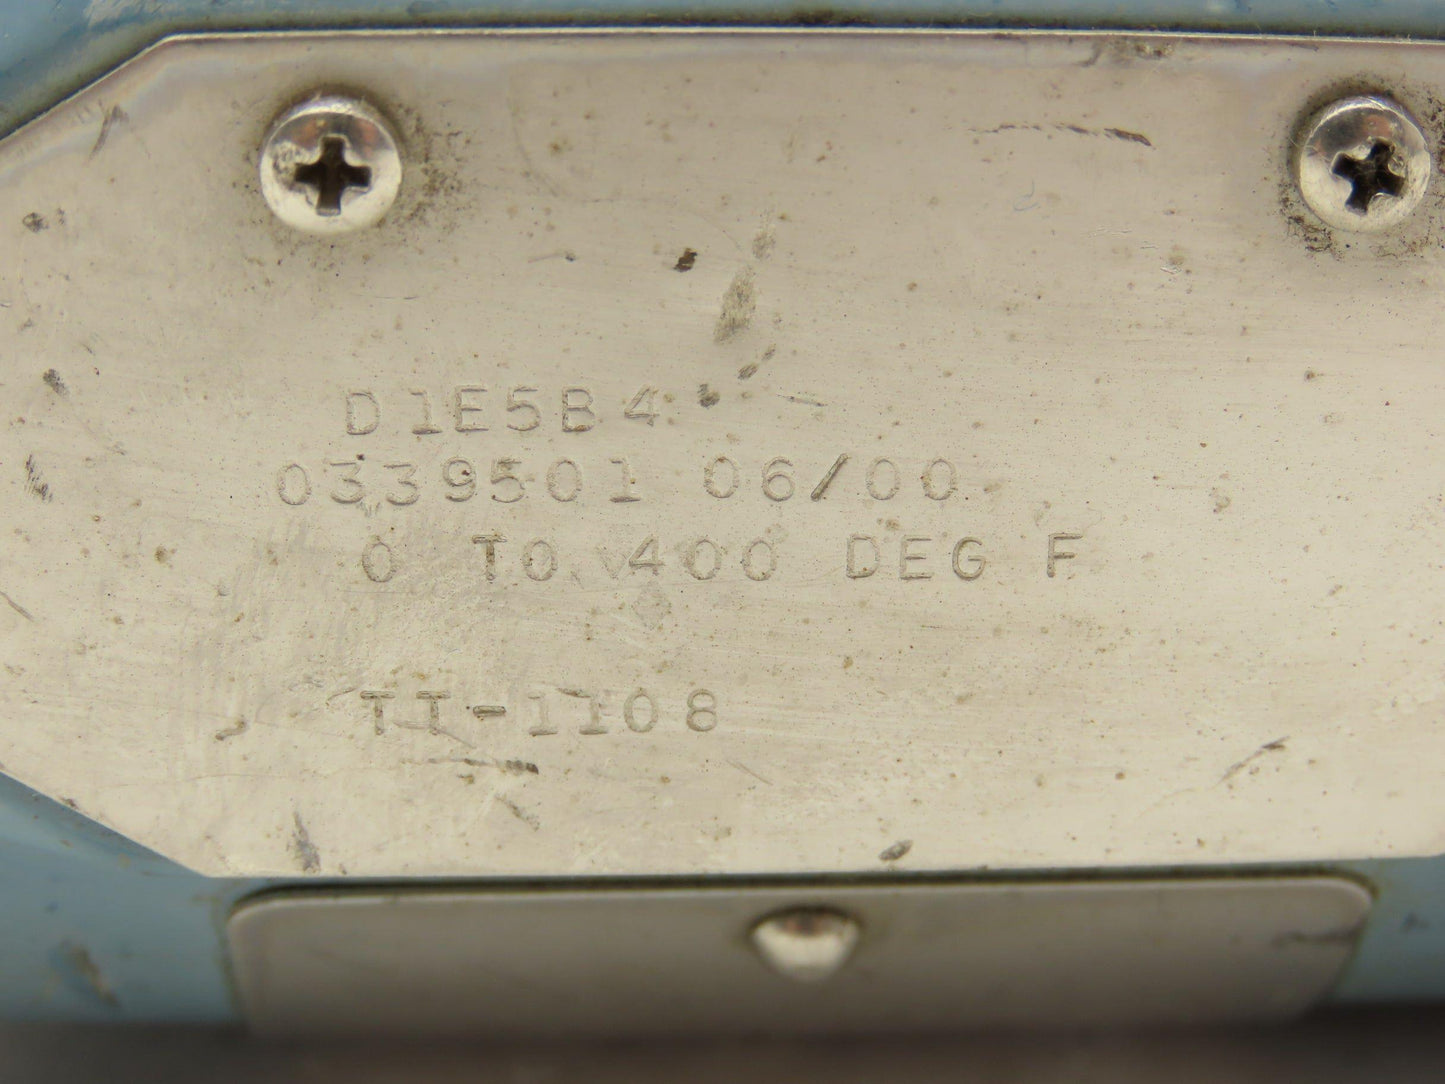 D1E5B4
0339501 06/00
0 TO 400 DEG F
TT-1108